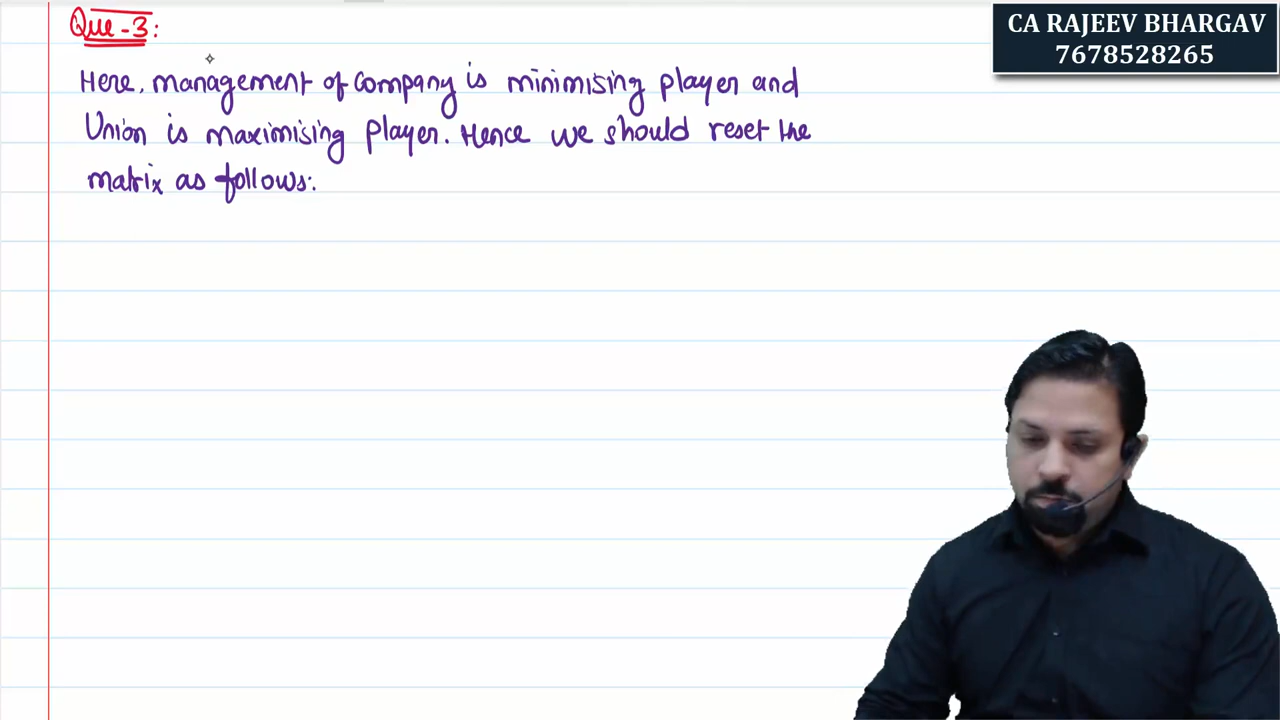 Que-3:
CA RAJEEV BHARGAV
7678528265
Here, management of company is minimising player and
Union is maximising player. Hence we should reset the
matrix as follows: